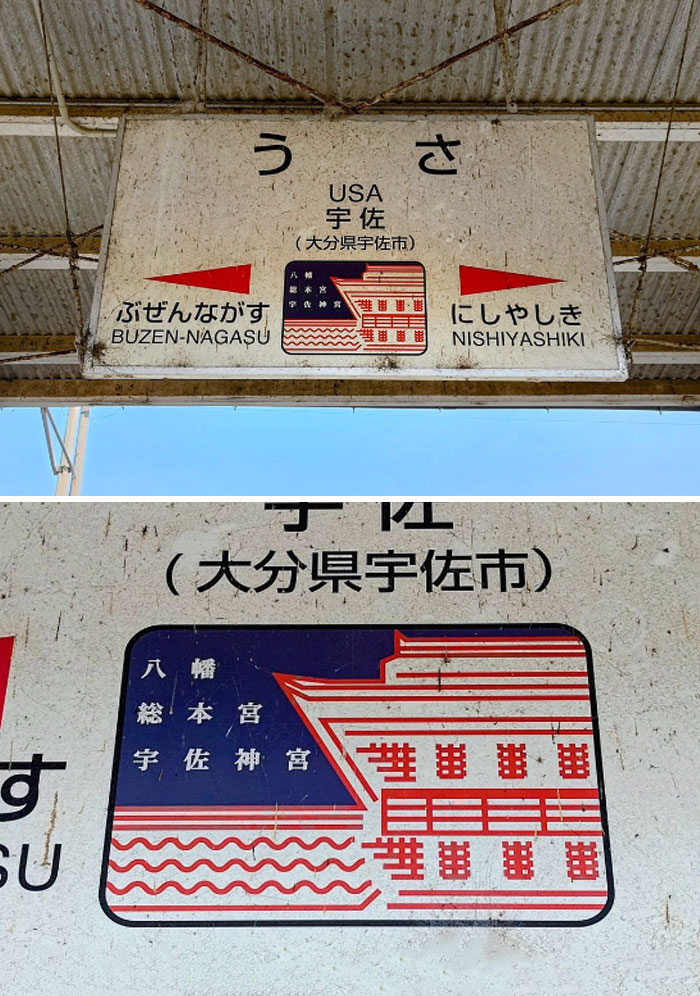 うさ
USA
宇佐
(大分県宇佐市)
八幡
総本宮
宇佐神宮
ぶぜんながす
BUZEN-NAGASU
にしやしき
NISHIYASHIKI
宇佐
(大分県宇佐市)
八幡
総本宮
宇佐神宮
す
SU